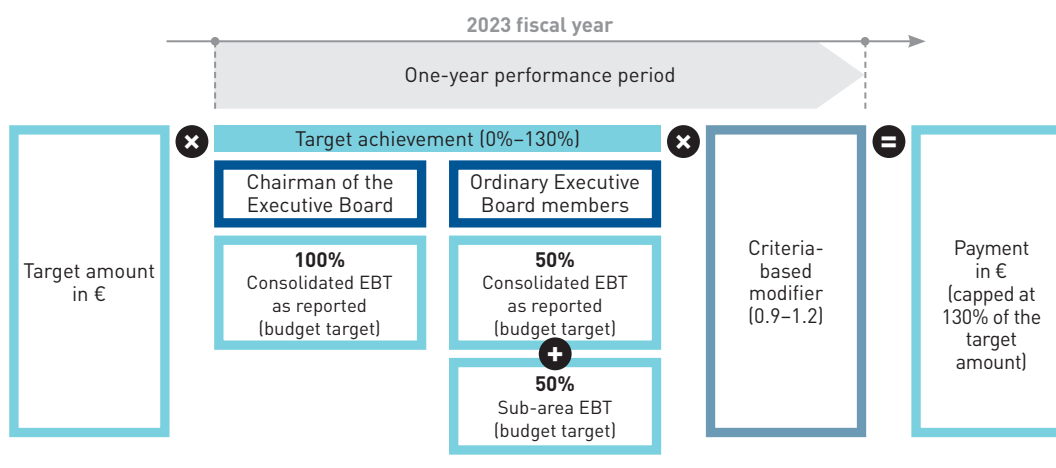 2023 fiscal year
One-year performance period
Target achievement (0%–130%)
Target amount
in €
×
Chairman of the
Executive Board
100%
Consolidated EBT
as reported
(budget target)
Ordinary Executive
Board members
50%
Consolidated EBT
as reported
(budget target)
+
50%
Sub-area EBT
(budget target)
×
Criteria-
based
modifier
(0.9–1.2)
=
Payment
in €
(capped at
130% of the
target
amount)